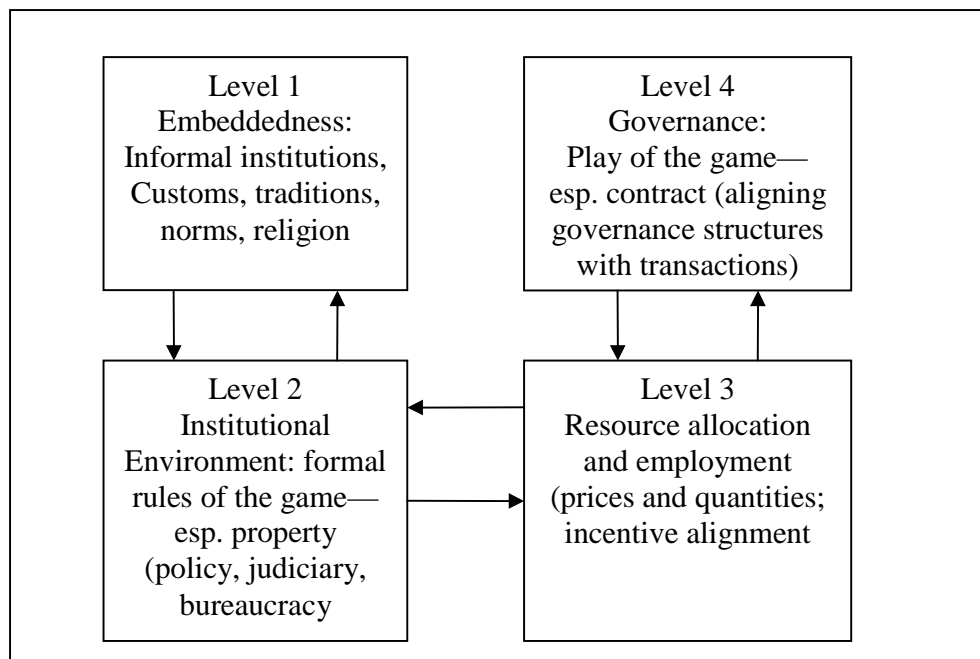 Level 1
Embeddedness:
Informal institutions,
Customs, traditions,
norms, religion
Level 4
Governance:
Play of the game—
esp. contract (aligning
governance structures
with transactions)
Level 2
Institutional
Environment: formal
rules of the game—
esp. property
(policy, judiciary,
bureaucracy
Level 3
Resource allocation
and employment
(prices and quantities;
incentive alignment